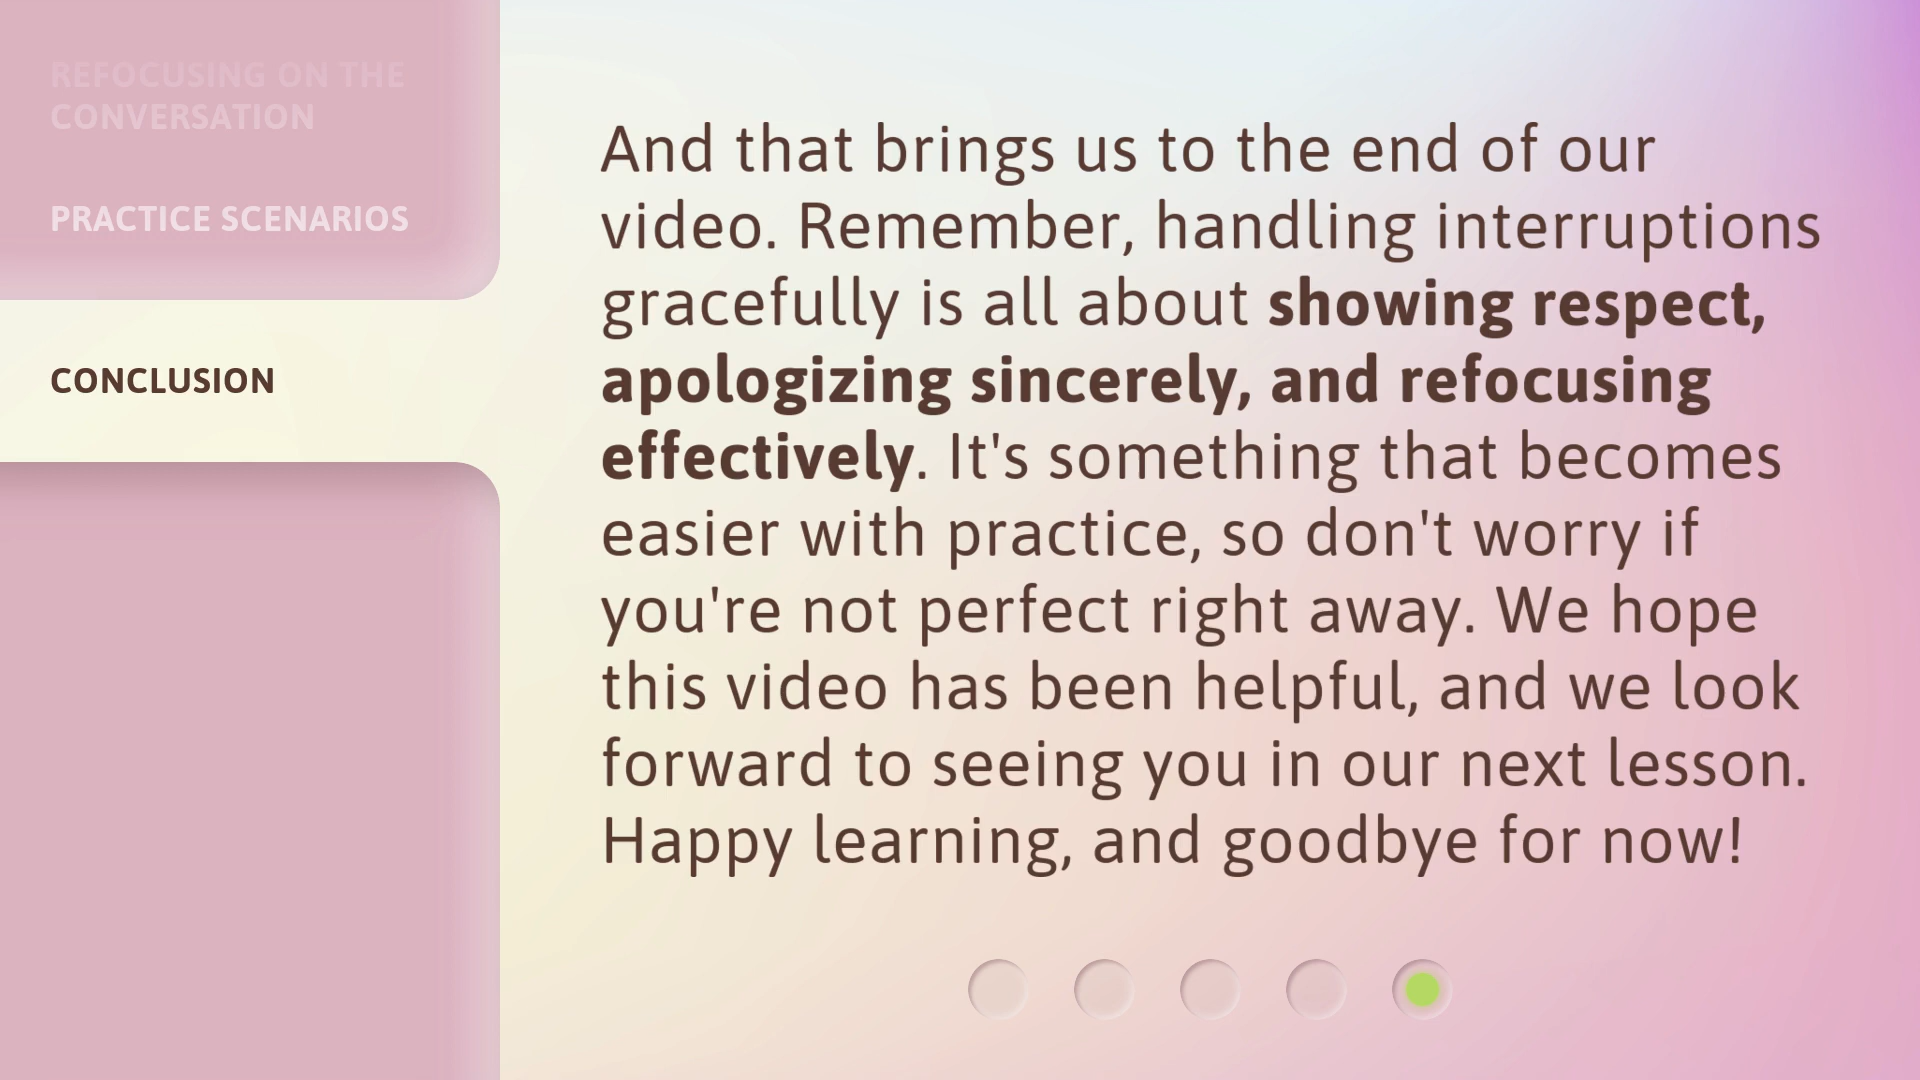 REFOCUSING ON THE
CONVERSATION
PRACTICE SCENARIOS
CONCLUSION
And that brings us to the end of our
video. Remember, handling interruptions
gracefully is all about showing respect,
apologizing sincerely, and refocusing
effectively. It's something that becomes
easier with practice, so don't worry if
you're not perfect right away. We hope
this video has been helpful, and we look
forward to seeing you in our next lesson.
Happy learning, and goodbye for now!